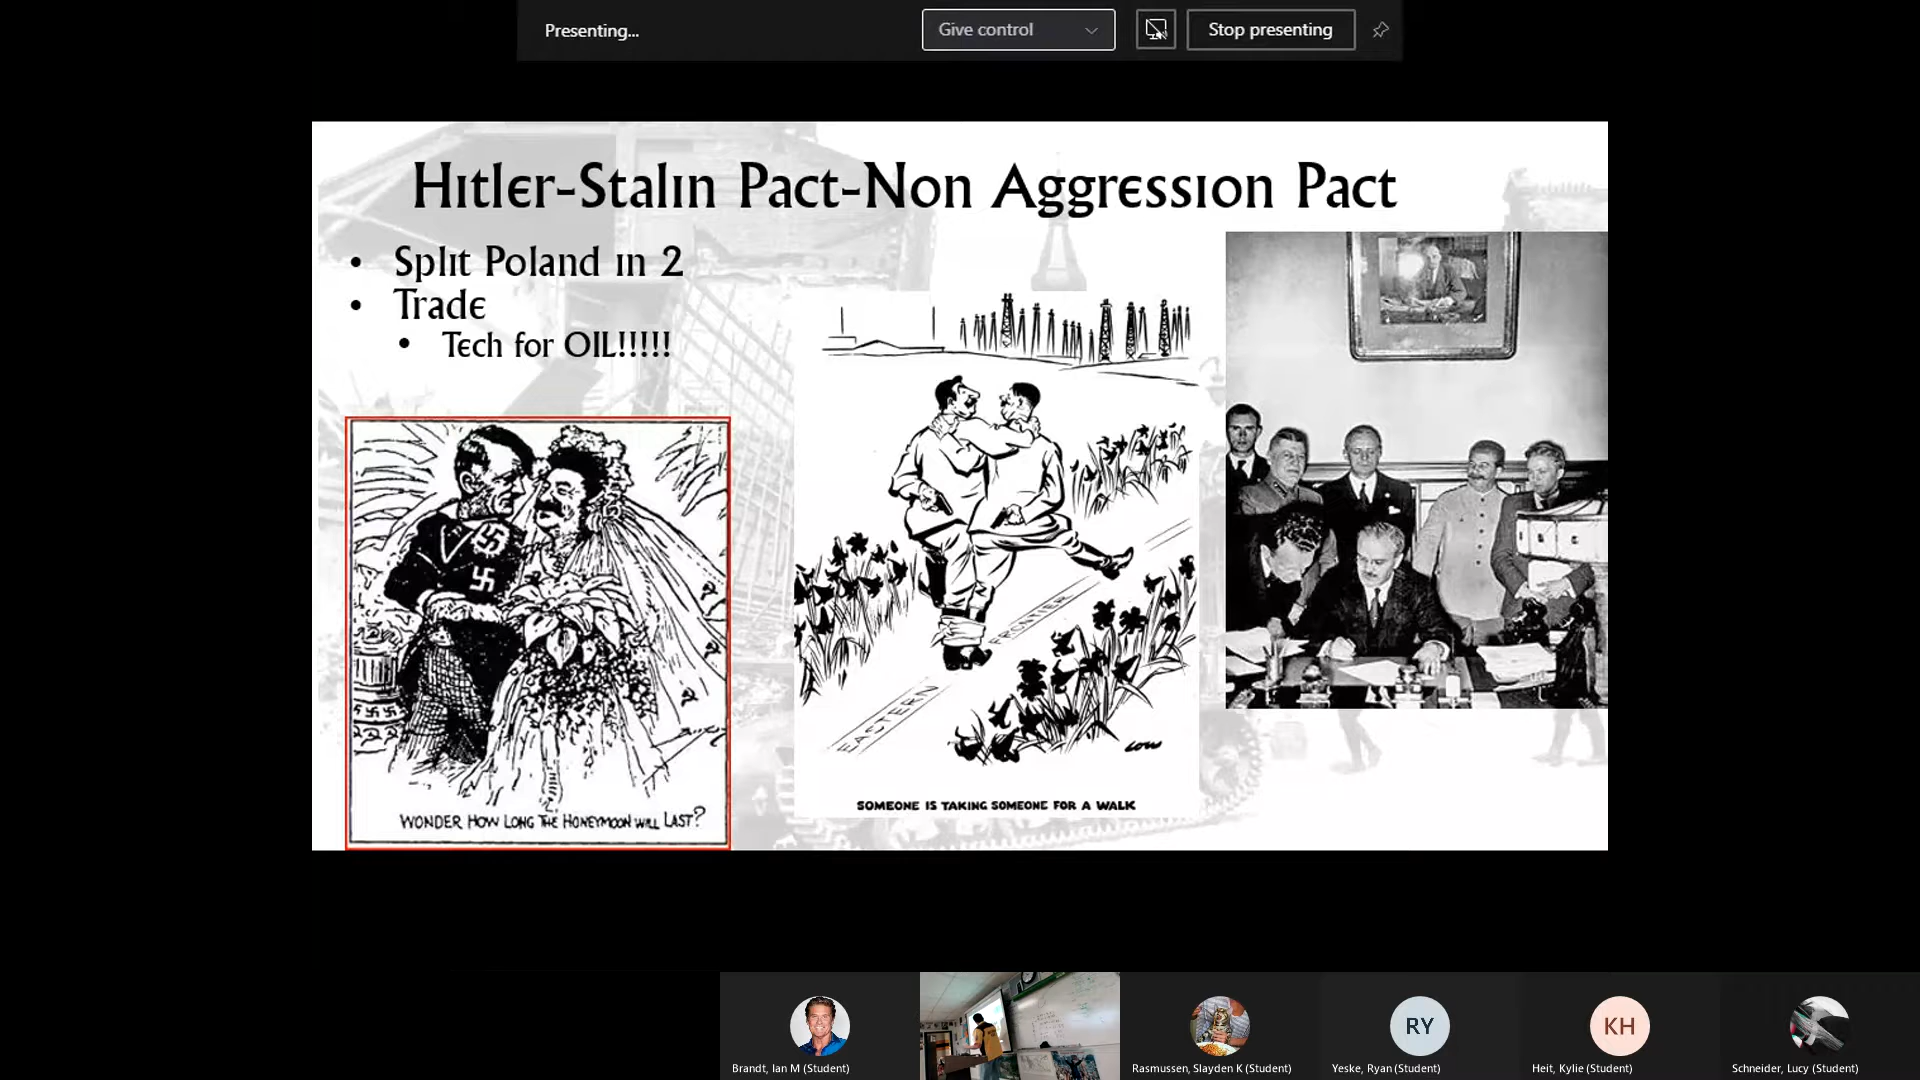 Presenting...
Give control
Stop presenting
Hitler-Stalin Pact-Non Aggression Pact
• Split Poland in 2
• Trade
• Tech for OIL!!!!!
WONDER HOW LONG THE HONEYMOON WILL LAST?
EASTERN FRONTIER
LOW
SOMEONE IS TAKING SOMEONE FOR A WALK
RY
KH
Brandt, Ian M (Student)
Rasmussen, Slayden K (Student)
Yeske, Ryan (Student)
Heit, Kylie (Student)
Schneider, Lucy (Student)